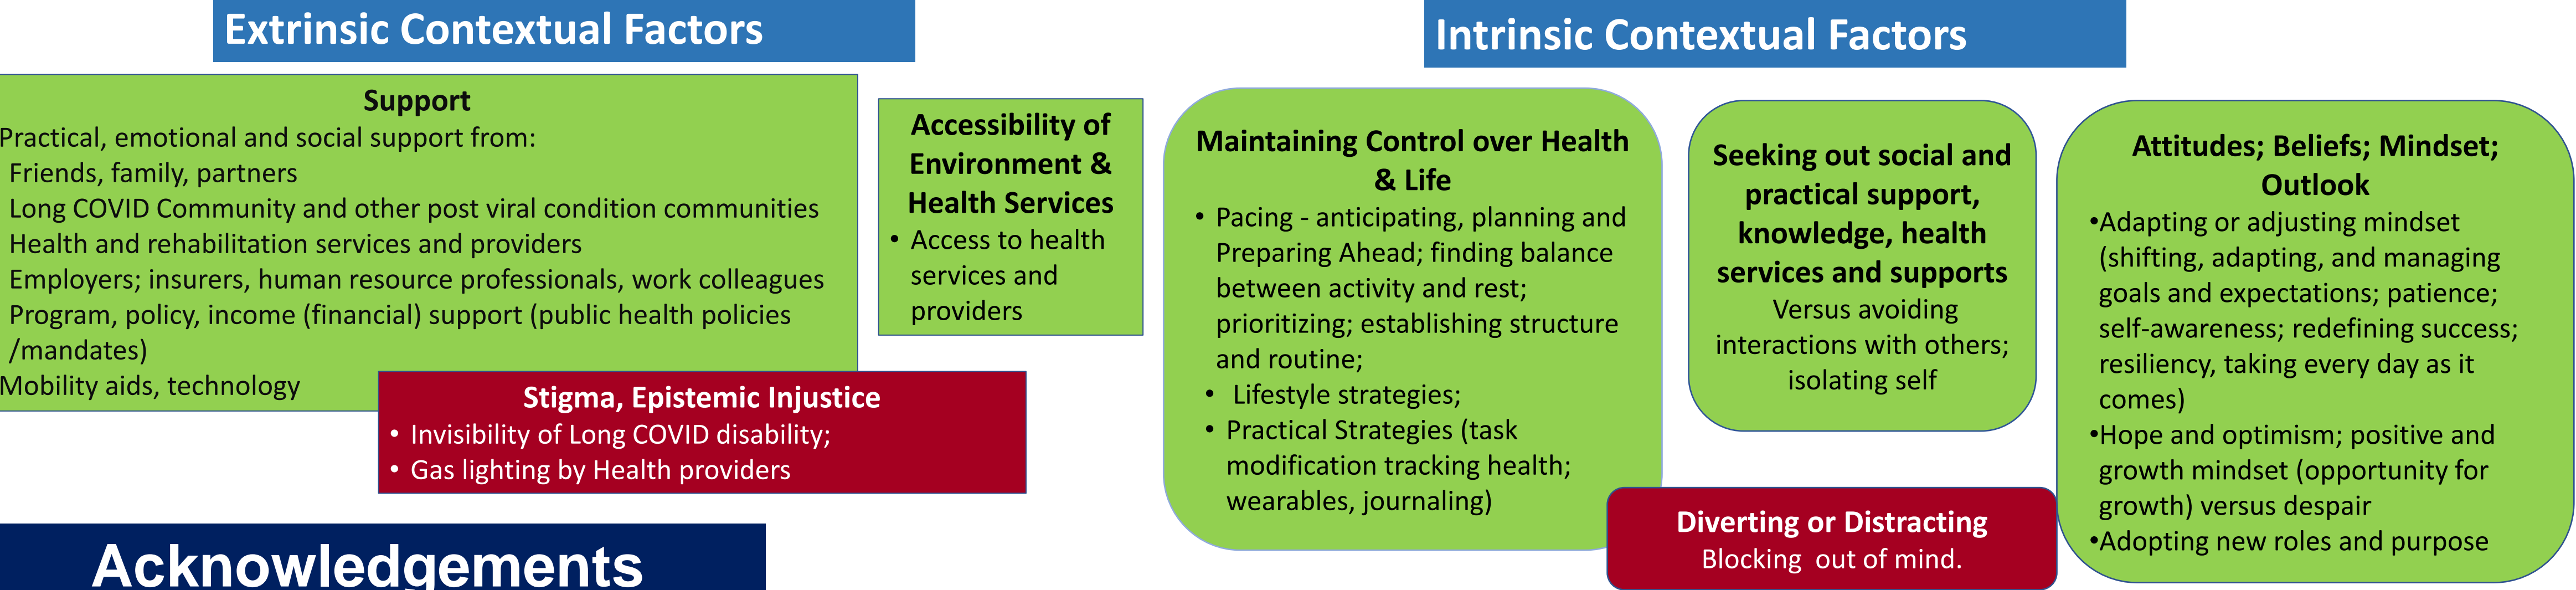 Extrinsic Contextual Factors
Support
Practical, emotional and social support from:
Friends, family, partners
Long COVID Community and other post viral condition communities
Health and rehabilitation services and providers
Employers; insurers, human resource professionals, work colleagues
Program, policy, income (financial) support (public health policies
/mandates)
Mobility aids, technology
Accessibility of
Environment &
Health Services
• Access to health
services and
providers
Stigma, Epistemic Injustice
• Invisibility of Long COVID disability;
• Gas lighting by Health providers
Acknowledgements
Intrinsic Contextual Factors
Maintaining Control over Health
& Life
• Pacing - anticipating, planning and
Preparing Ahead; finding balance
between activity and rest;
prioritizing; establishing structure
and routine;
• Lifestyle strategies;
• Practical Strategies (task
modification tracking health;
wearables, journaling)
Seeking out social and
practical support,
knowledge, health
services and supports
Versus avoiding
interactions with others;
isolating self
Diverting or Distracting
Blocking out of mind.
Attitudes; Beliefs; Mindset;
Outlook
•Adapting or adjusting mindset
(shifting, adapting, and managing
goals and expectations; patience;
self-awareness; redefining success;
resiliency, taking every day as it
comes)
•Hope and optimism; positive and
growth mindset (opportunity for
growth) versus despair
•Adopting new roles and purpose